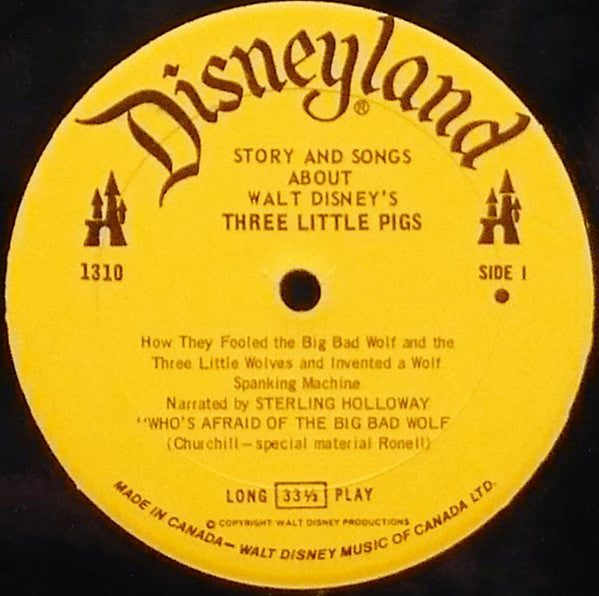 Disneyland®
STORY AND SONGS
ABOUT
WALT DISNEY'S
THREE LITTLE PIGS
1310
SIDE 1
How They Fooled the Big Bad Wolf and the
Three Little Wolves and Invented a Wolf
Spanking Machine
Narrated by STERLING HOLLOWAY
"WHO'S AFRAID OF THE BIG BAD WOLF
(Churchill—special material Ronell)
LONG 33⅓ PLAY
© COPYRIGHT WALT DISNEY PRODUCTIONS
MADE IN CANADA — WALT DISNEY MUSIC OF CANADA LTD.